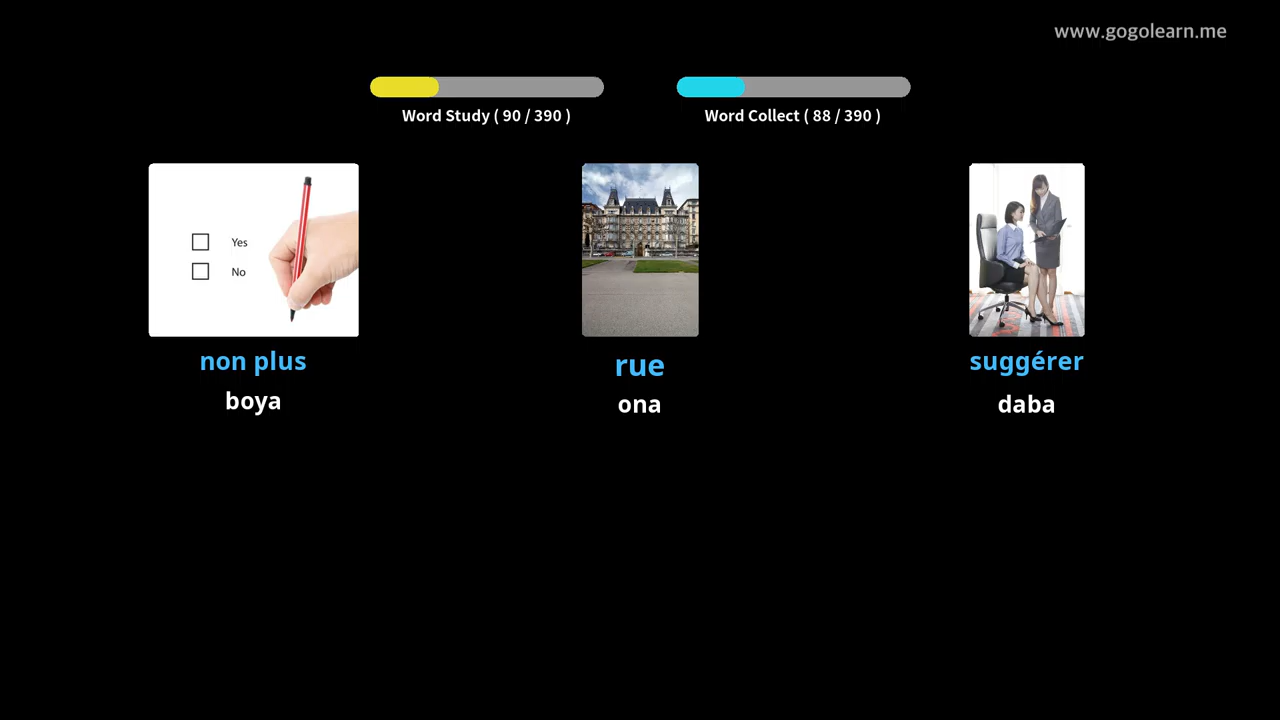 www.gogolearn.me
Word Study ( 90 / 390 )
Word Collect ( 88 / 390 )
Yes
No
non plus
rue
suggérer
boya
ona
daba